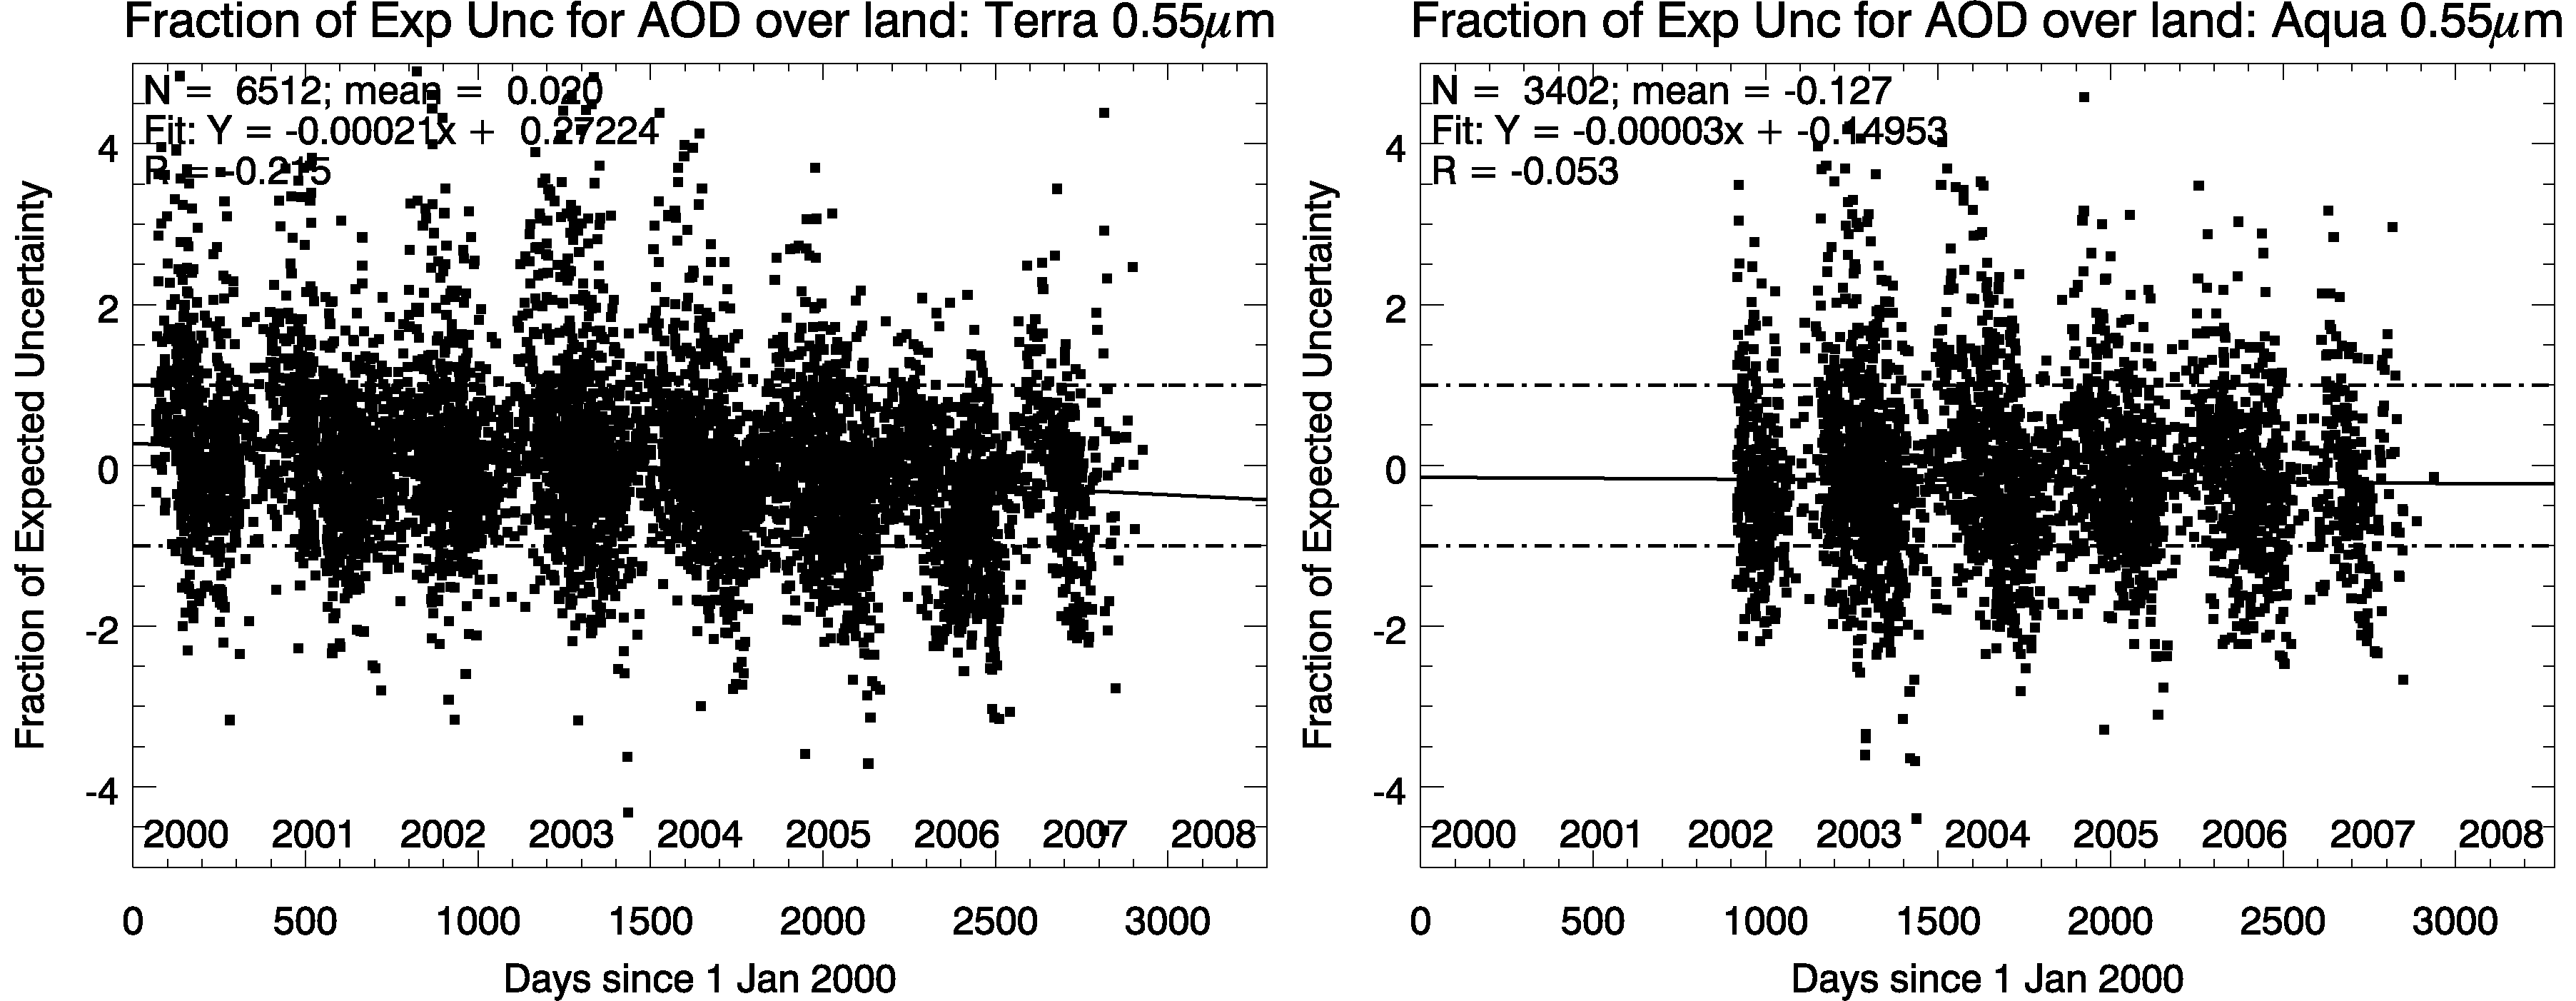 Fraction of Exp Unc for AOD over land: Terra 0.55μm
N = 6512; mean = 0.020
Fit: Y = -0.00021x + 0.27224
R = -0.215
4
2
0
-2
-4
Fraction of Expected Uncertainty
2000 2001 2002 2003 2004 2005 2006 2007 2008
0 500 1000 1500 2000 2500 3000
Days since 1 Jan 2000
Fraction of Exp Unc for AOD over land: Aqua 0.55μm
N = 3402; mean = -0.127
Fit: Y = -0.00003x + -0.14953
R = -0.053
4
2
0
-2
-4
Fraction of Expected Uncertainty
2000 2001 2002 2003 2004 2005 2006 2007 2008
0 500 1000 1500 2000 2500 3000
Days since 1 Jan 2000